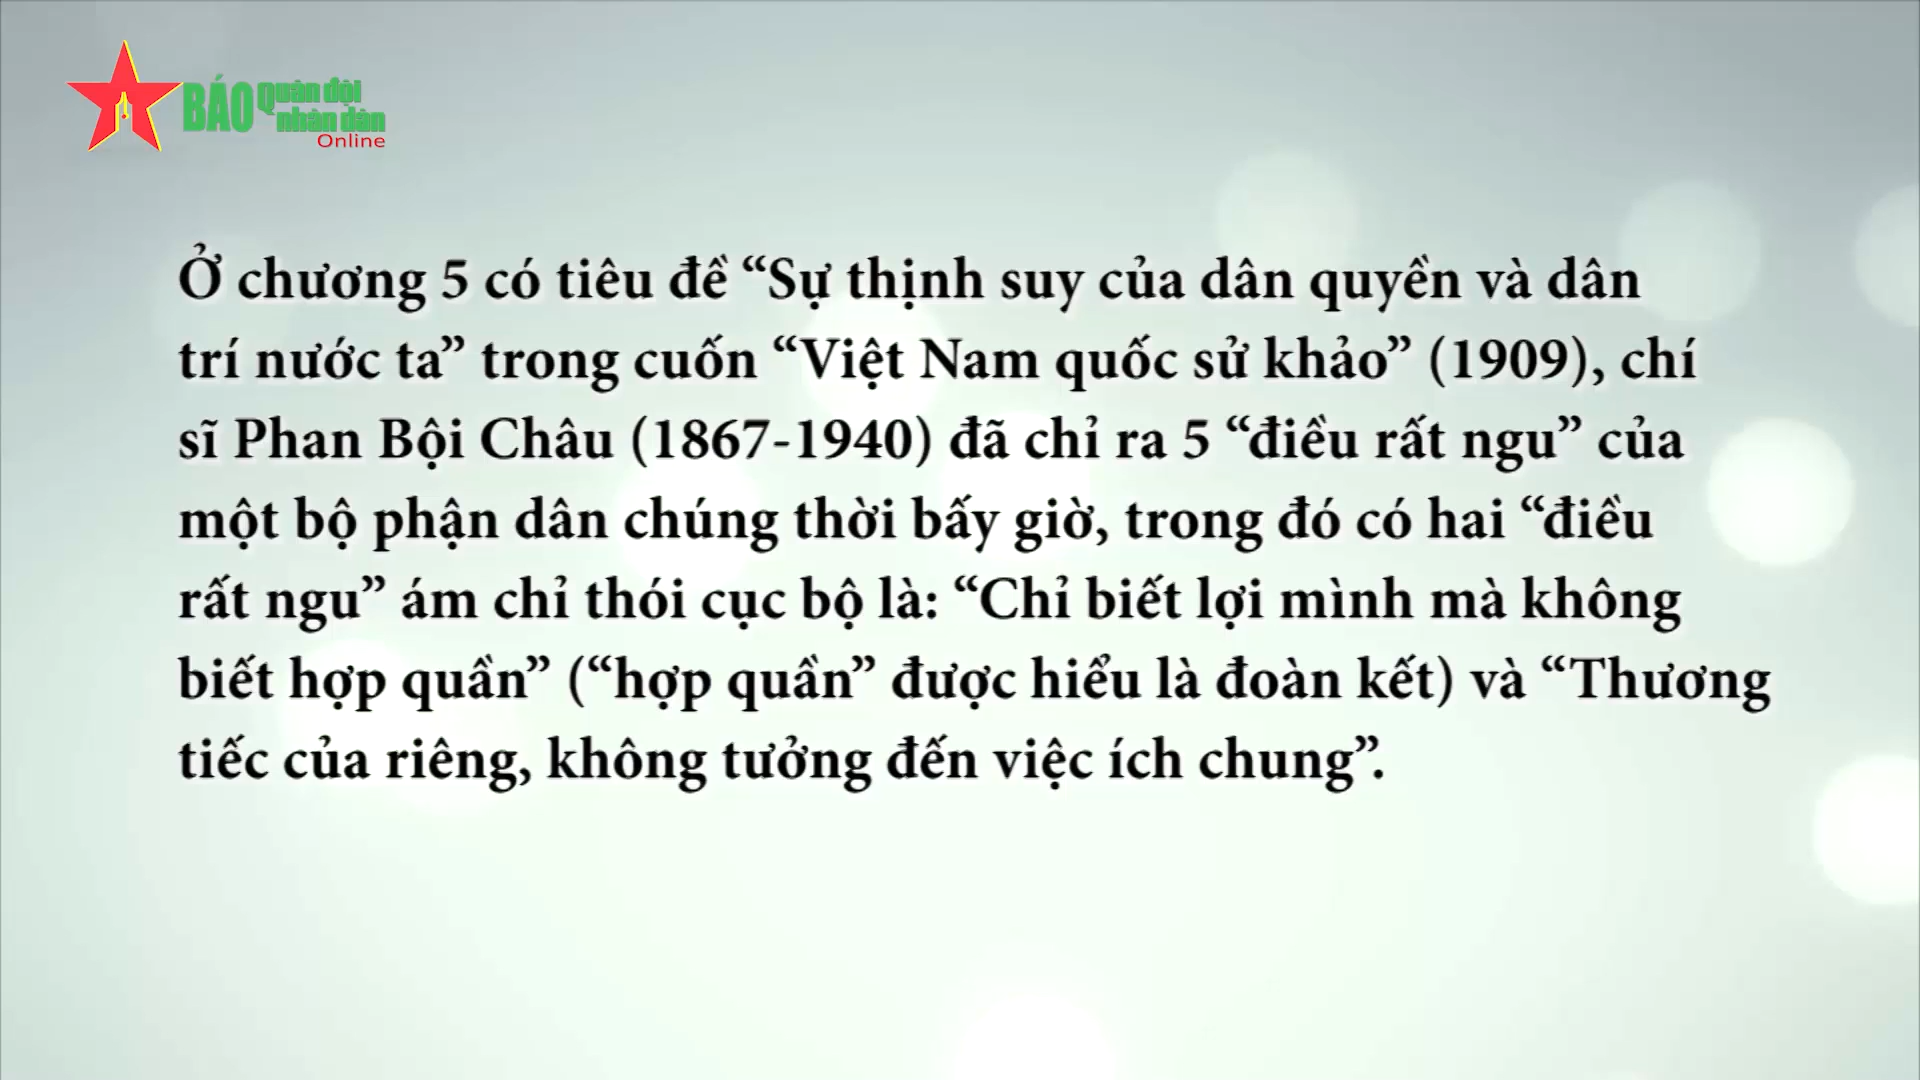 BÁO Quân đội
nhân dân
Online
Ở chương 5 có tiêu đề “Sự thịnh suy của dân quyền và dân
trí nước ta” trong cuốn “Việt Nam quốc sử khảo” (1909), chí
sĩ Phan Bội Châu (1867-1940) đã chỉ ra 5 “điều rất ngu” của
một bộ phận dân chúng thời bấy giờ, trong đó có hai “điều
rất ngu” ám chỉ thói cục bộ là: “Chỉ biết lợi mình mà không
biết hợp quần” (“hợp quần” được hiểu là đoàn kết) và “Thương
tiếc của riêng, không tưởng đến việc ích chung”.